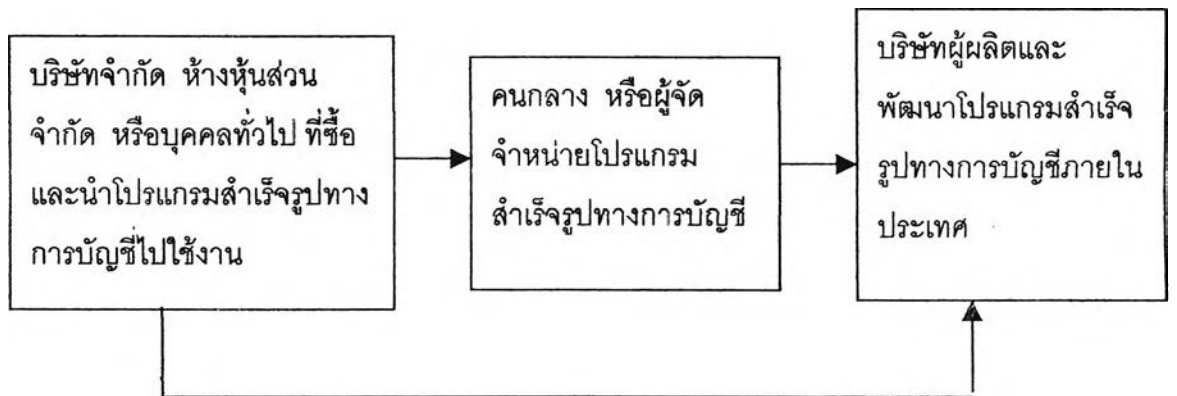 บริษัทจำกัด ห้างหุ้นส่วน
จำกัด หรือบุคคลทั่วไป ที่ซื้อ
และนำโปรแกรมสำเร็จรูปทาง
การบัญชีไปใช้งาน
คนกลาง หรือผู้จัด
จำหน่ายโปรแกรม
สำเร็จรูปทางการบัญชี
บริษัทผู้ผลิตและ
พัฒนาโปรแกรมสำเร็จ
รูปทางการบัญชีภายใน
ประเทศ